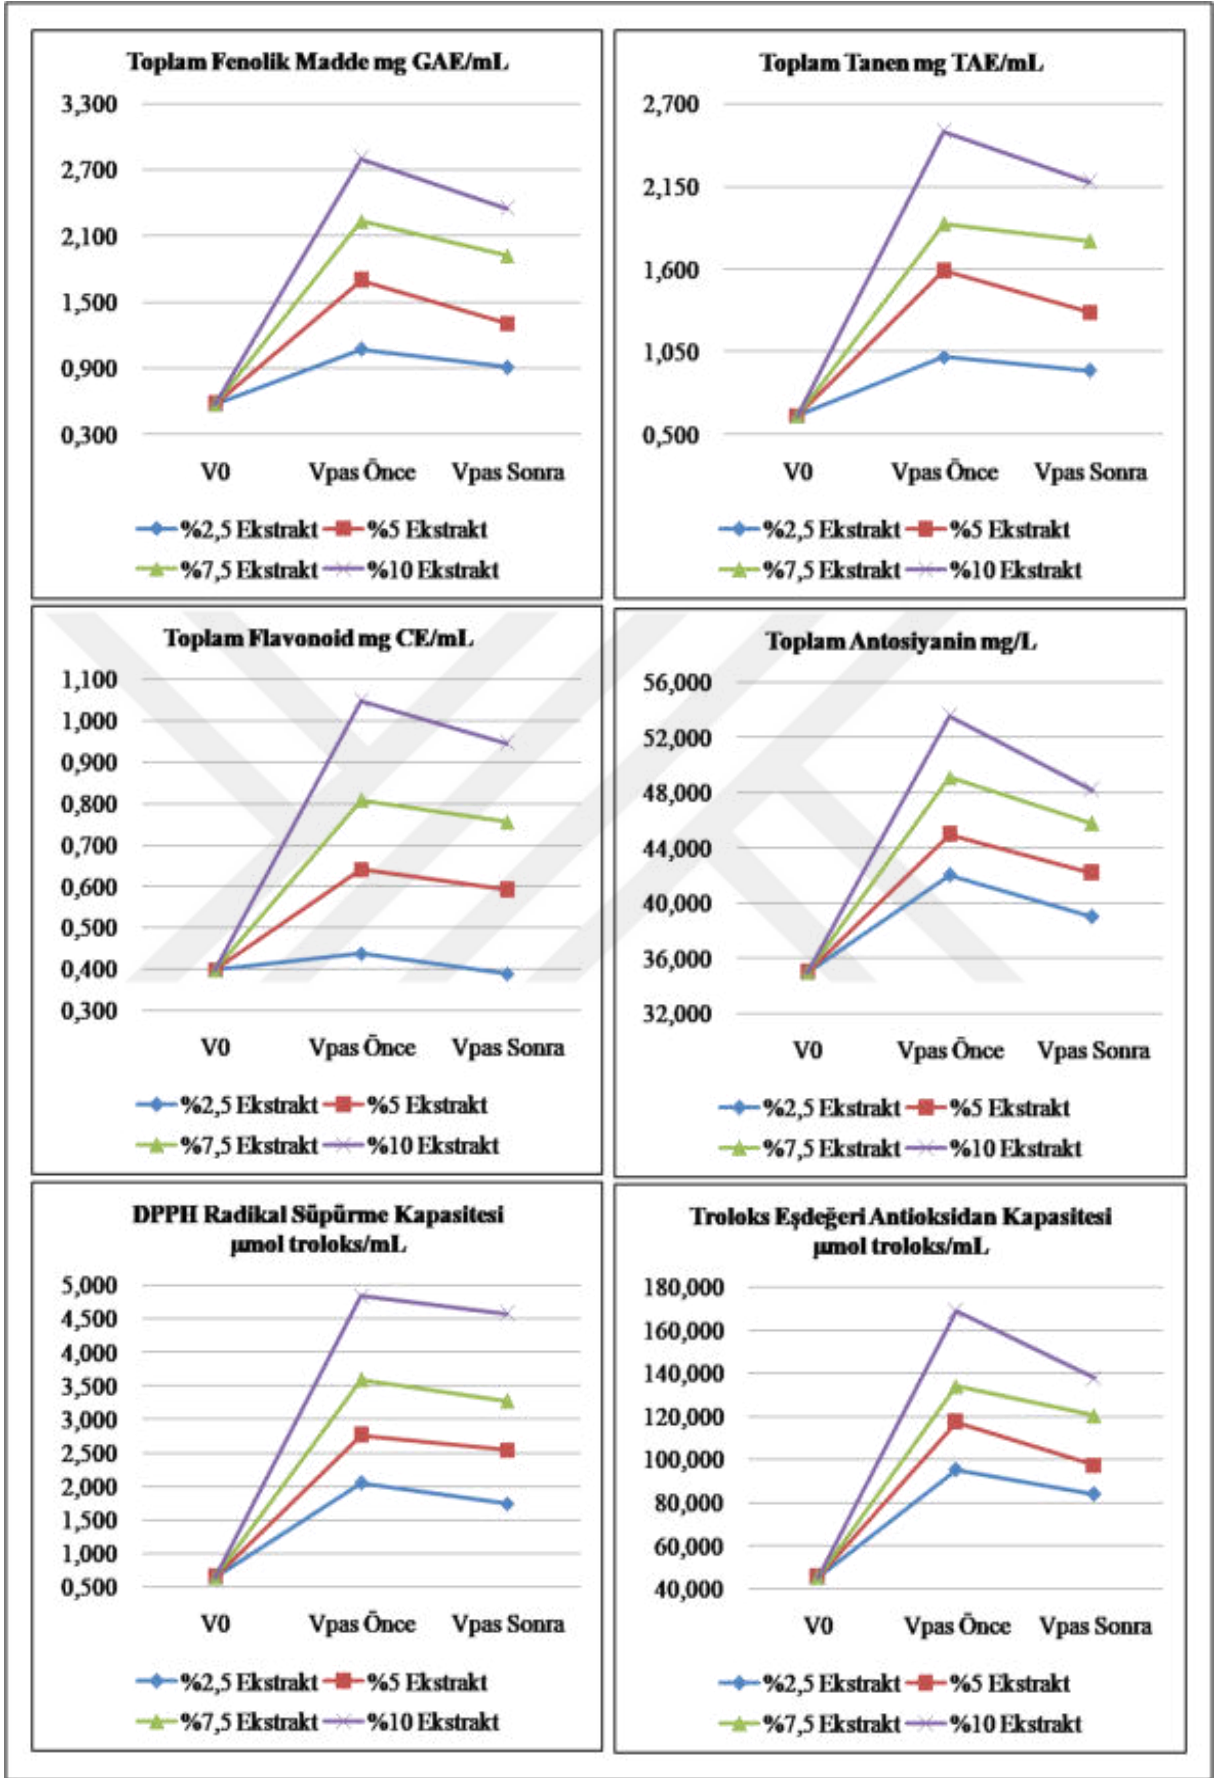 Toplam Fenolik Madde mg GAE/mL
3,300
2,700
2,100
1,500
0,900
0,300
V0 Vpas Önce Vpas Sonra
%2,5 Ekstrakt %5 Ekstrakt
%7,5 Ekstrakt %10 Ekstrakt
Toplam Tanen mg TAE/mL
2,700
2,150
1,600
1,050
0,500
V0 Vpas Önce Vpas Sonra
%2,5 Ekstrakt %5 Ekstrakt
%7,5 Ekstrakt %10 Ekstrakt
Toplam Flavonoid mg CE/mL
1,100
1,000
0,900
0,800
0,700
0,600
0,500
0,400
0,300
V0 Vpas Önce Vpas Sonra
%2,5 Ekstrakt %5 Ekstrakt
%7,5 Ekstrakt %10 Ekstrakt
Toplam Antosiyanin mg/L
56,000
52,000
48,000
44,000
40,000
36,000
32,000
V0 Vpas Önce Vpas Sonra
%2,5 Ekstrakt %5 Ekstrakt
%7,5 Ekstrakt %10 Ekstrakt
DPPH Radikal Süpürme Kapasitesi
µmol troloks/mL
5,000
4,500
4,000
3,500
3,000
2,500
2,000
1,500
1,000
0,500
V0 Vpas Önce Vpas Sonra
%2,5 Ekstrakt %5 Ekstrakt
%7,5 Ekstrakt %10 Ekstrakt
Troloks Eşdeğeri Antioksidan Kapasitesi
µmol troloks/mL
180,000
160,000
140,000
120,000
100,000
80,000
60,000
40,000
V0 Vpas Önce Vpas Sonra
%2,5 Ekstrakt %5 Ekstrakt
%7,5 Ekstrakt %10 Ekstrakt